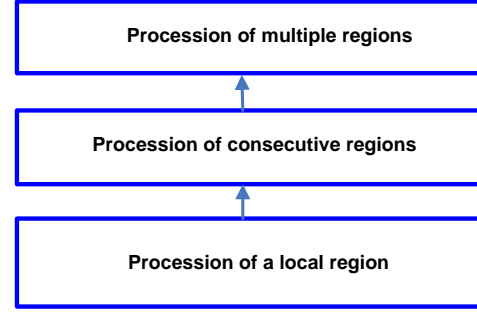 Procession of multiple regions
Procession of consecutive regions
Procession of a local region